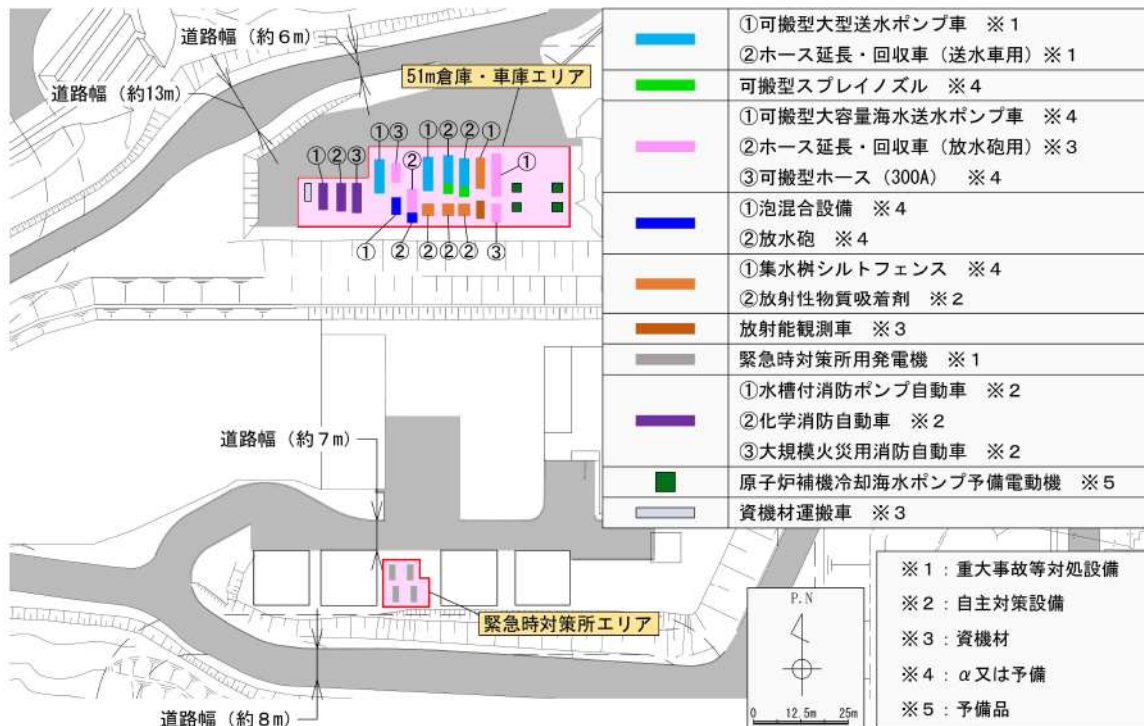 道路幅（約6m）
51m倉庫・車庫エリア
道路幅（約13m）
① ③ ① ② ② ①
① ② ③ ② ①
① ② ② ② ② ③
道路幅（約7m）
緊急時対策所エリア
道路幅（約8m）
①可搬型大型送水ポンプ車　※1
②ホース延長・回収車（送水車用）※1
可搬型スプレイノズル　※4
①可搬型大容量海水送水ポンプ車　※4
②ホース延長・回収車（放水砲用）※3
③可搬型ホース（300A）　※4
①泡混合設備　※4
②放水砲　※4
①集水桝シルトフェンス　※4
②放射性物質吸着剤　※2
放射能観測車　※3
緊急時対策所用発電機　※1
①水槽付消防ポンプ自動車　※2
②化学消防自動車　※2
③大規模火災用消防自動車　※2
原子炉補機冷却海水ポンプ予備電動機　※5
資機材運搬車　※3
P.N
0 12.5m 25m
※1：重大事故等対処設備
※2：自主対策設備
※3：資機材
※4：α又は予備
※5：予備品